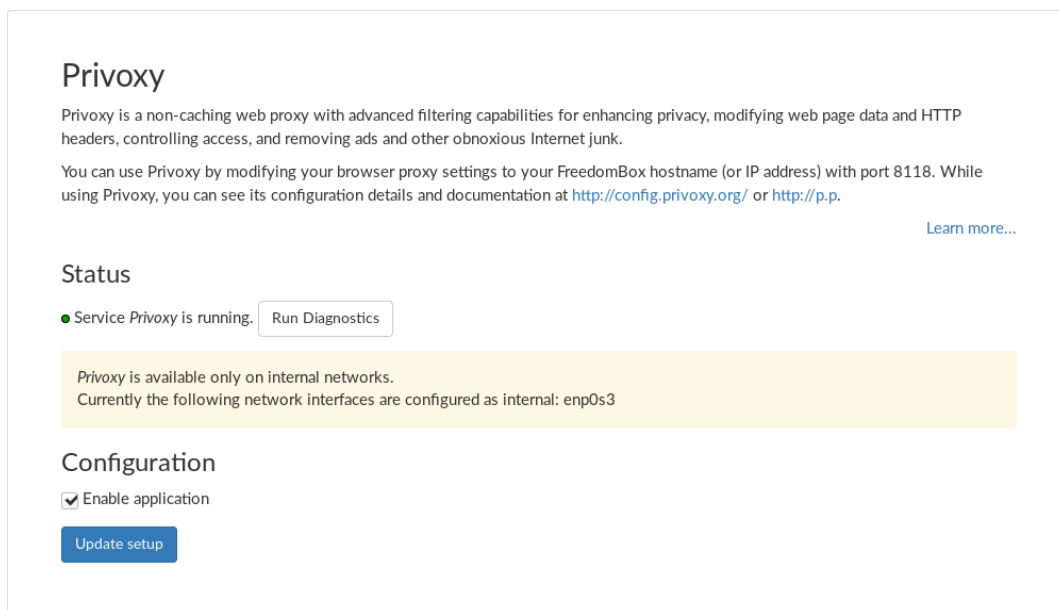 Privoxy
Privoxy is a non-caching web proxy with advanced filtering capabilities for enhancing privacy, modifying web page data and HTTP
headers, controlling access, and removing ads and other obnoxious Internet junk.
You can use Privoxy by modifying your browser proxy settings to your FreedomBox hostname (or IP address) with port 8118. While
using Privoxy, you can see its configuration details and documentation at http://config.privoxy.org/ or http://p.p.
Learn more...
Status
Service Privoxy is running. Run Diagnostics
Privoxy is available only on internal networks.
Currently the following network interfaces are configured as internal: enp0s3
Configuration
Enable application
Update setup